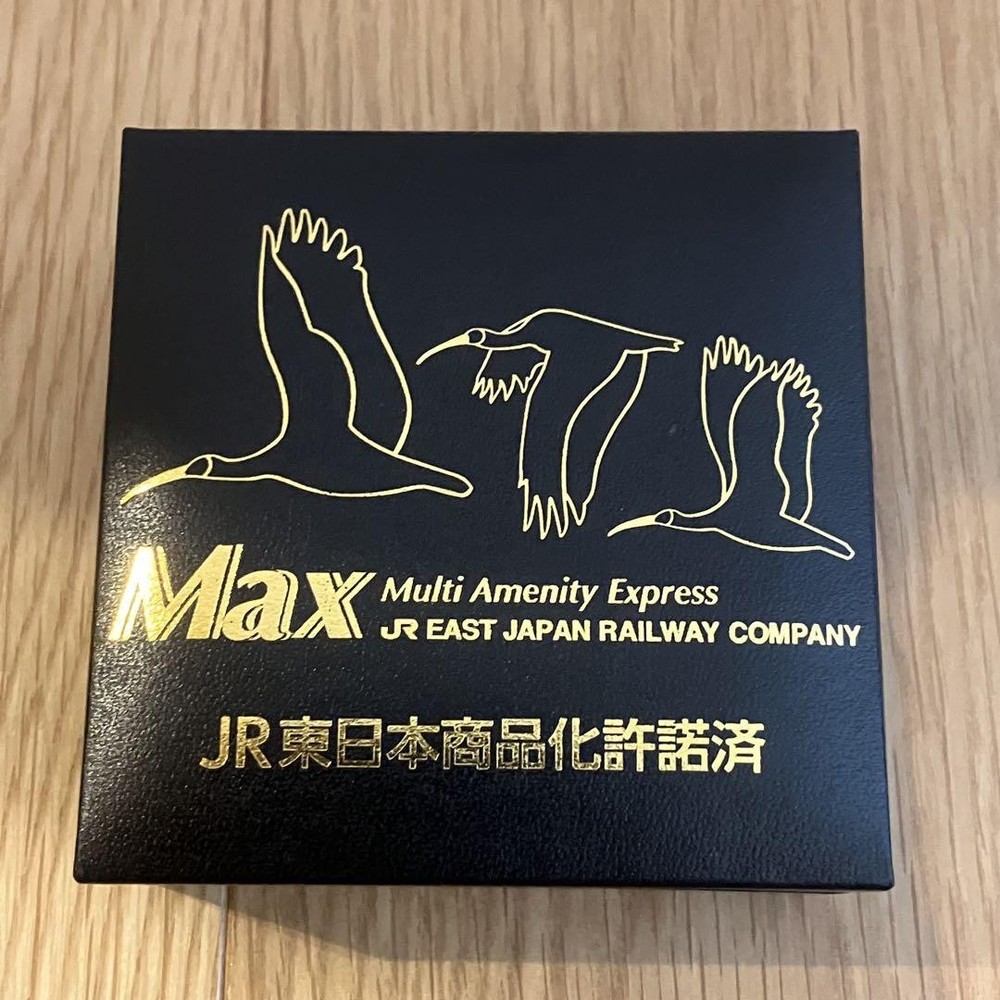 Max Multi Amenity Express
JR EAST JAPAN RAILWAY COMPANY
JR東日本商品化許諾済